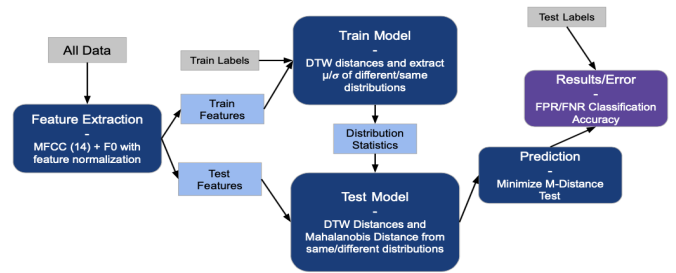 All Data
Feature Extraction
-
MFCC (14) + F0 with
feature normalization
Train Labels
Train
Features
Test
Features
Train Model
-
DTW distances and extract
μ/σ of different/same
distributions
Distribution
Statistics
Test Model
-
DTW Distances and
Mahalanobis Distance from
same/different distributions
Prediction
-
Minimize M-Distance
Test
Test Labels
Results/Error
-
FPR/FNR Classification
Accuracy